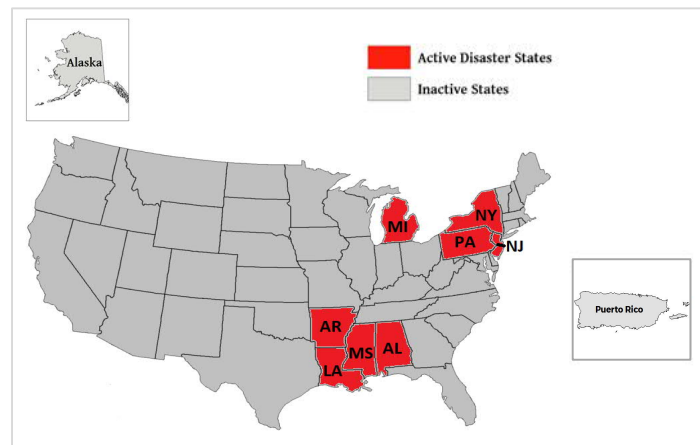 Alaska
Active Disaster States
Inactive States
MI
NY
PA
NJ
AR
MS
AL
LA
Puerto Rico